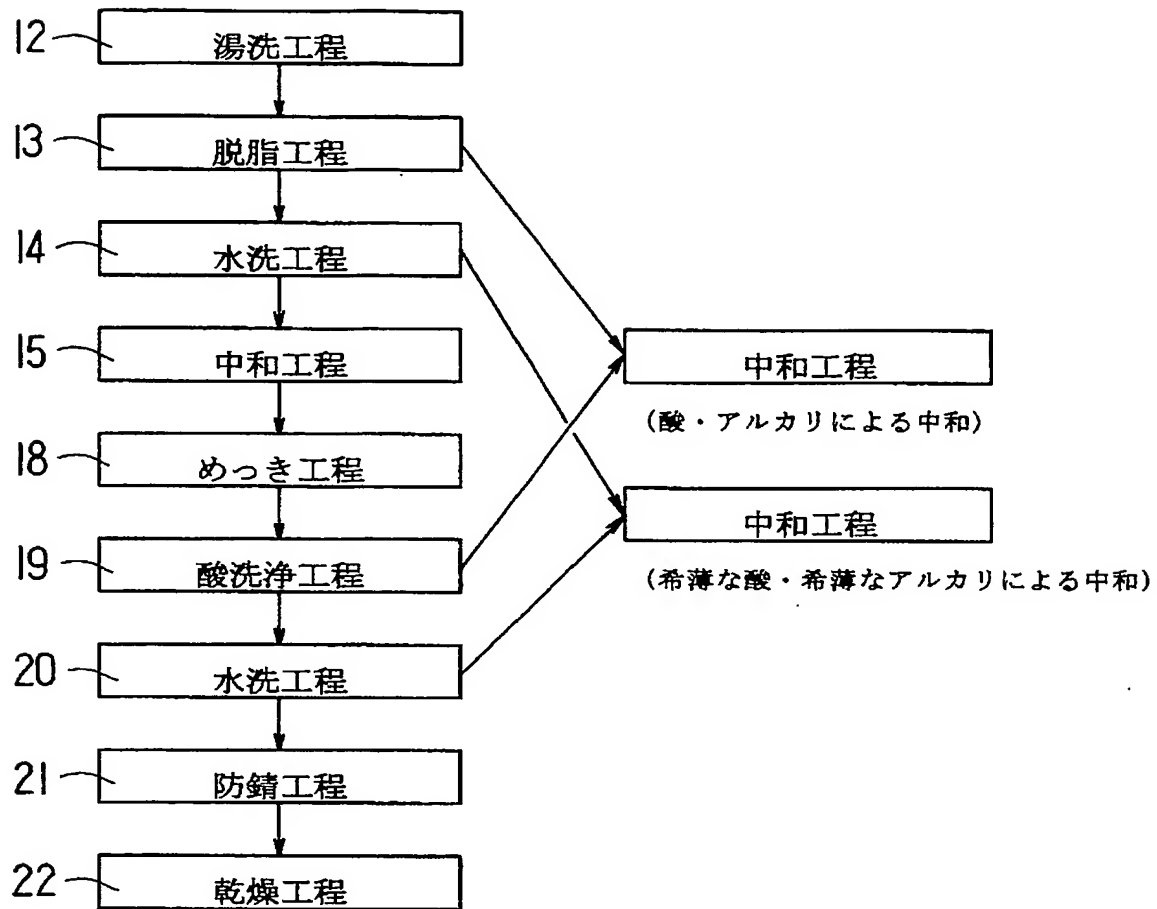 12 湯洗工程
13 脱脂工程
14 水洗工程
15 中和工程
中和工程
(酸・アルカリによる中和)
18 めっき工程
中和工程
19 酸洗浄工程
(希薄な酸・希薄なアルカリによる中和)
20 水洗工程
21 防錆工程
22 乾燥工程